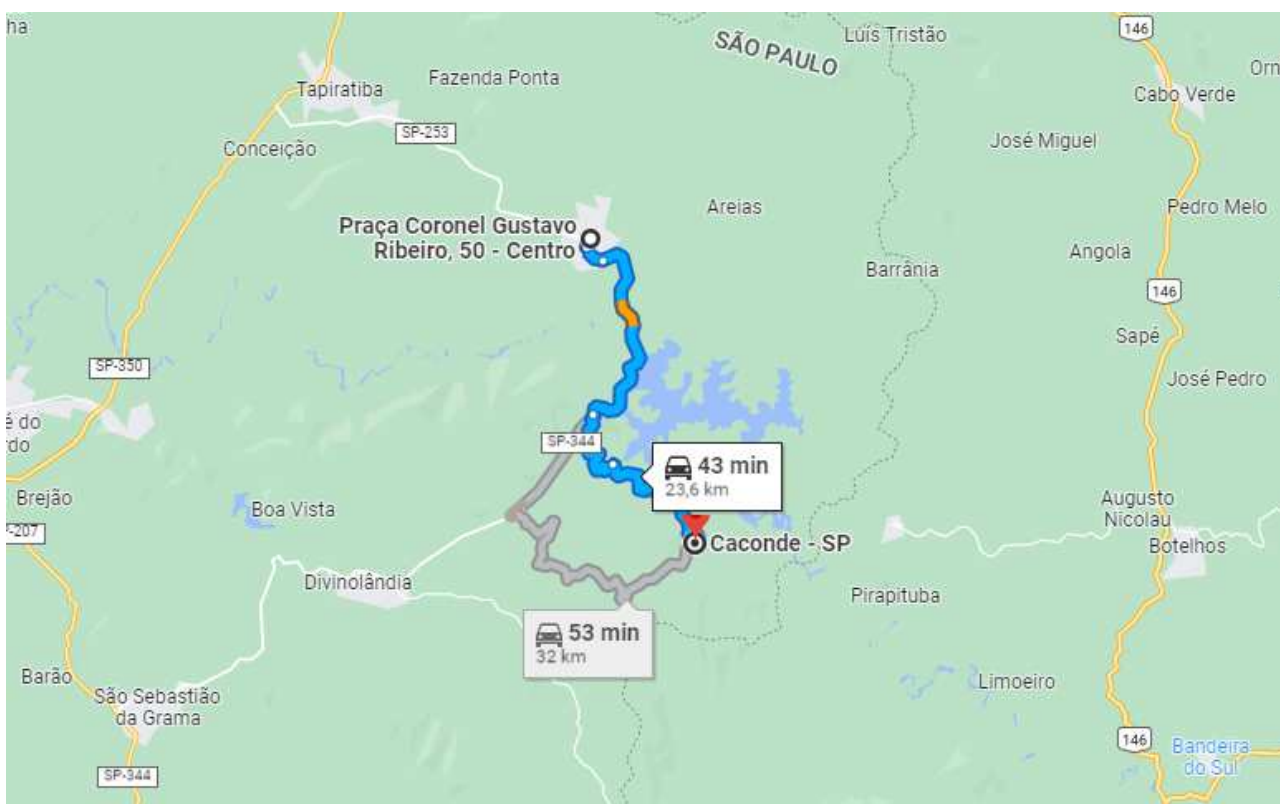 ha
SÃO PAULO
Luís Tristão
146
Orn
Tapiratiba
Fazenda Ponta
Cabo Verde
SP-253
Conceição
José Miguel
Praça Coronel Gustavo
Ribeiro, 50 - Centro
Areias
Pedro Melo
Angola
Barrânia
146
Sapé
SP-350
José Pedro
é do
rdo
SP-344
43 min
23,6 km
Brejão
Boa Vista
Augusto
Nicolau
P-207
Caconde - SP
Botelhos
Divinolândia
Pirapituba
53 min
32 km
Barão
São Sebastião
da Grama
Limoeiro
146
Bandeira
do Sul
SP-344